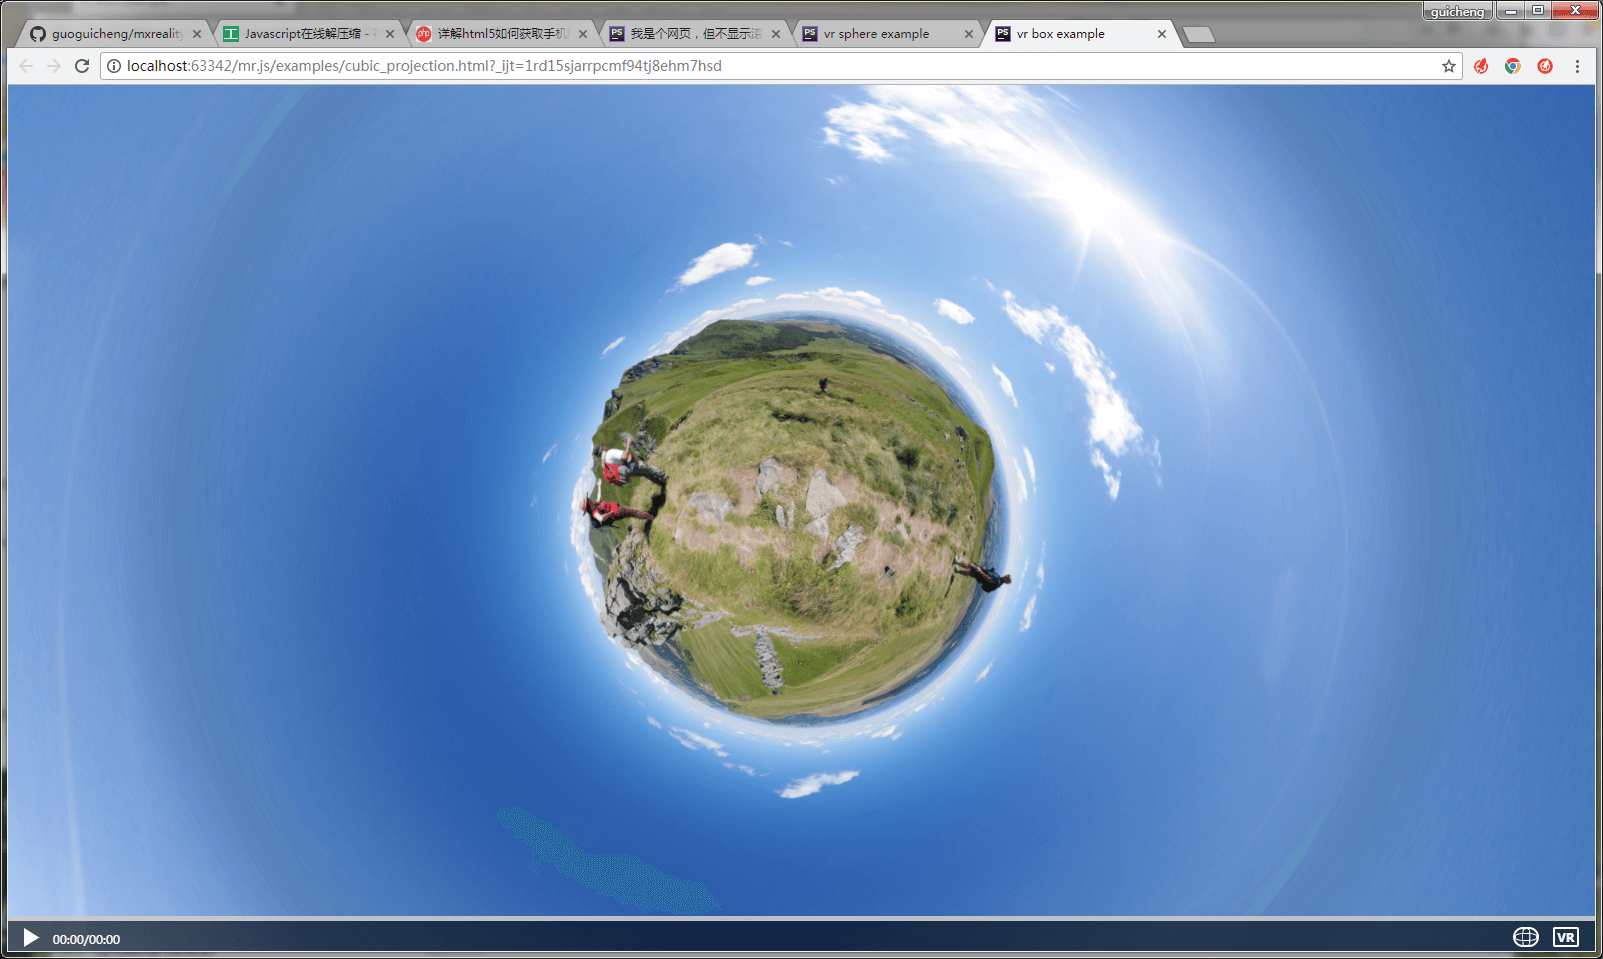 guicheng
guoguicheng/mxreality
Javascript在线解压缩 -
详解html5如何获取手机
我是个网页，但不显示滚
vr sphere example
vr box example
localhost:63342/mr.js/examples/cubic_projection.html?_ijt=1rd15sjarrpcmf94tj8ehm7hsd
00:00/00:00
VR